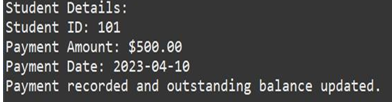 Student Details:
Student ID: 101
Payment Amount: $500.00
Payment Date: 2023-04-10
Payment recorded and outstanding balance updated.